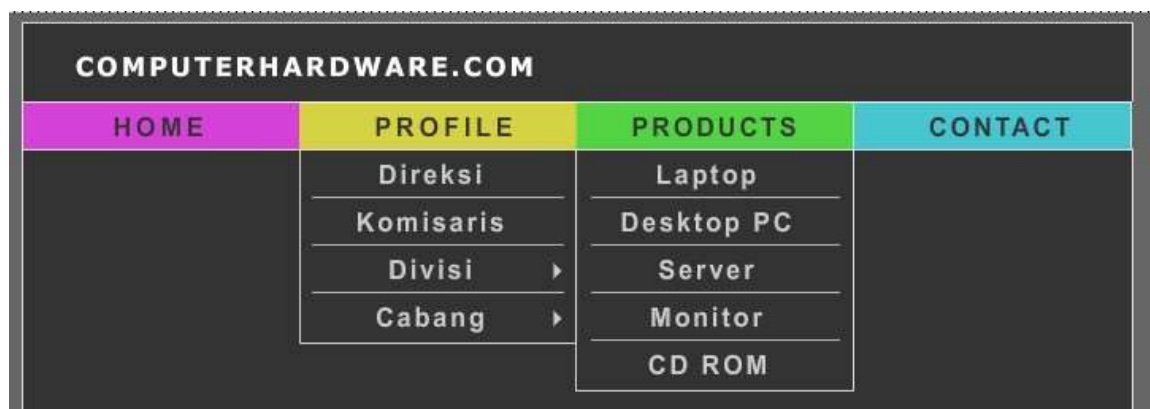 COMPUTERHARDWARE.COM
HOME PROFILE PRODUCTS CONTACT
Direksi Laptop
Komisaris Desktop PC
Divisi Server
Cabang Monitor
CD ROM